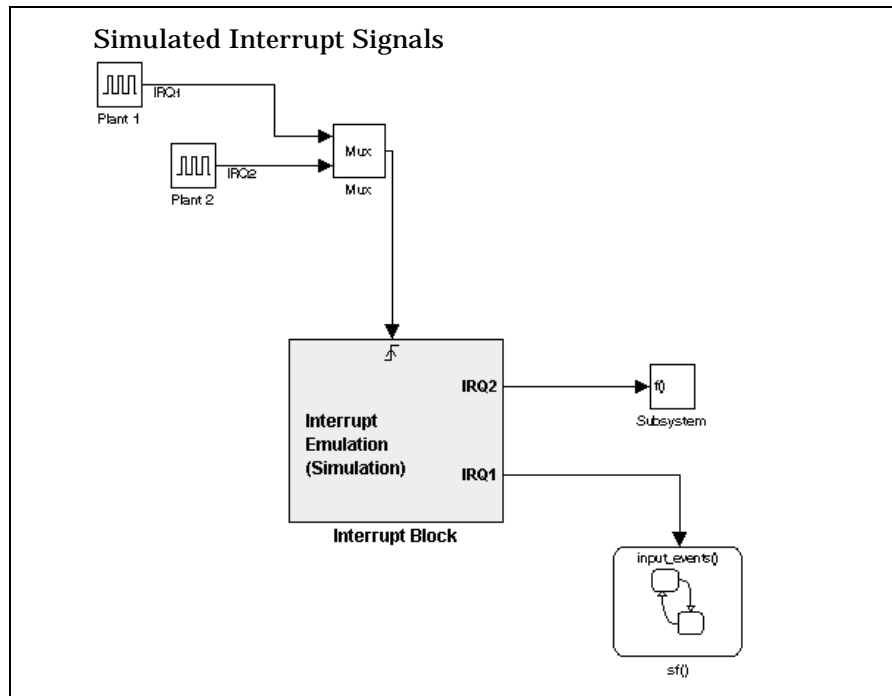 Simulated Interrupt Signals
IRQ1
Plant 1
IRQ2
Plant 2
Mux
Mux
IRQ2
f()
Subsystem
Interrupt
Emulation
(Simulation)
IRQ1
Interrupt Block
input_events()
sf()